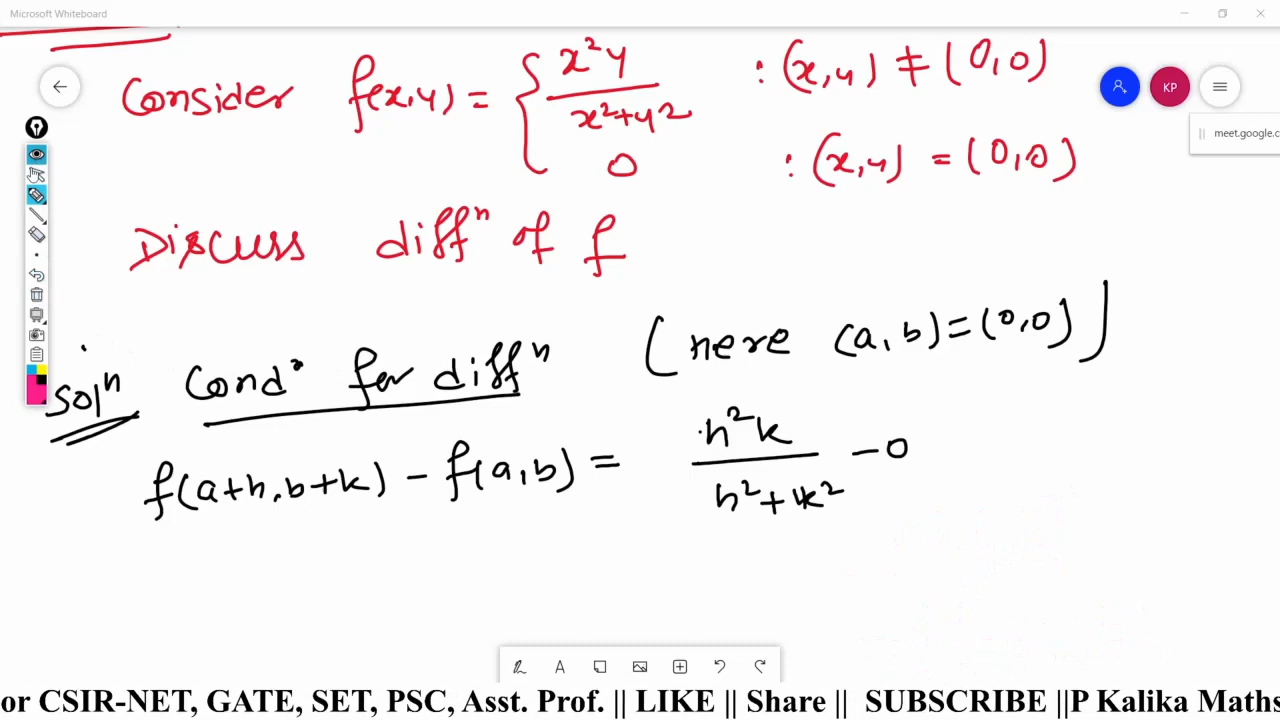 Microsoft Whiteboard
Consider f(x,y) = { x²y / x²+y² : (x,y) ≠ (0,0)
0 : (x,y) = (0,0)
KP
meet.google.c
Discuss diffⁿ of f
Solⁿ Condⁿ for diffⁿ (here (a,b)=(0,0))
f(a+h,b+k) - f(a,b) = h²k / h²+k² - 0
or CSIR-NET, GATE, SET, PSC, Asst. Prof. || LIKE || Share || SUBSCRIBE ||P Kalika Maths